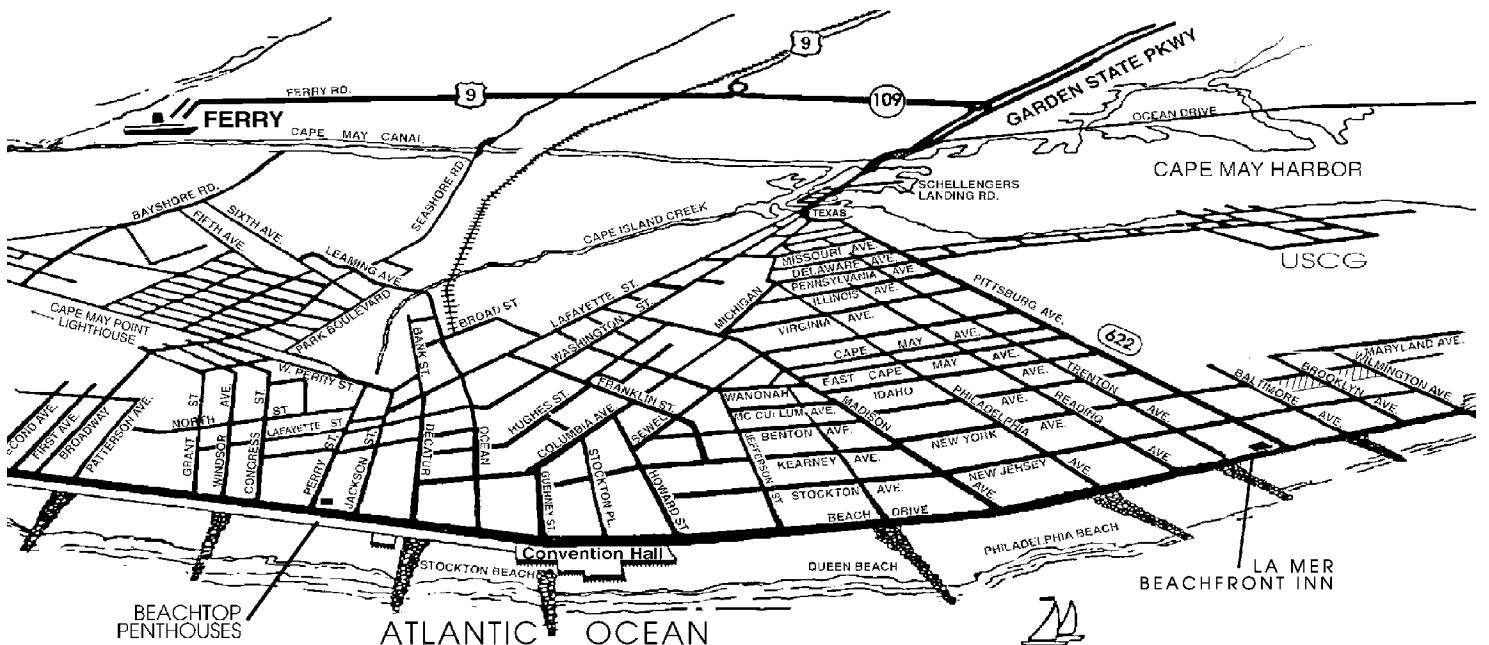 9
9
FERRY RD.
109
GARDEN STATE PKWY
FERRY
OCEAN DRIVE
CAPE MAY CANAL
CAPE MAY HARBOR
SEASHORE RD.
SCHELLENGERS
LANDING RD.
BAYSHORE RD.
TEXAS
SIXTH AVE.
FIFTH AVE.
CAPE ISLAND CREEK
MISSOURI AVE.
DELAWARE AVE
PENNSYLVANIA AVE
USCG
LEAMING AVE.
ILLINOIS AVE.
PITTSBURG AVE.
CAPE MAY POINT
LIGHTHOUSE
PARK BOULEVARD
BROAD ST.
LAFAYETTE ST.
WASHINGTON ST.
MICHIGAN
VIRGINIA AVE.
622
BANK ST.
CAPE MAY AVE.
EAST CAPE MAY AVE.
TRENTON AVE.
MARYLAND AVE.
WILMINGTON AVE.
BROOKLYN AVE.
BALTIMORE AVE.
W. PERRY ST.
FRANKLIN ST.
HUGHES ST.
WANONAH
IDAHO
PHILADELPHIA AVE.
READING AVE.
MADISON AVE.
NORTH ST.
LAFAYETTE ST.
COLUMBIA AVE.
MC CULLUM AVE.
BENTON AVE.
NEW YORK
KEARNEY AVE.
NEW JERSEY
STOCKTON AVE.
JEFFERSON ST
FIRST AVE.
BROADWAY
PATTERSON AVE.
GRANT ST.
WINDSOR AVE
CONGRESS ST.
PERRY ST.
JACKSON ST.
DECATUR
OCEAN
GUERNEY ST.
STOCKTON PL.
HOWARD ST
BEACH DRIVE
Convention Hall
STOCKTON BEACH
QUEEN BEACH
PHILADELPHIA BEACH
LA MER
BEACHFRONT INN
BEACHTOP
PENTHOUSES
ATLANTIC OCEAN